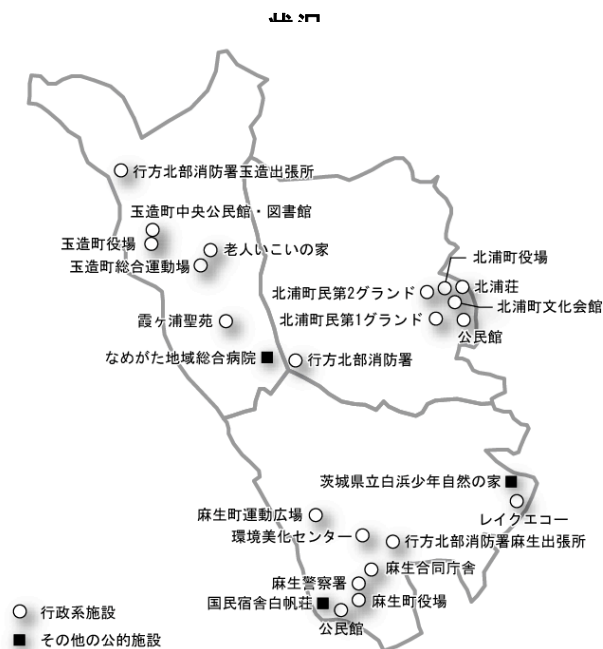 行方北部消防署玉造出張所
玉造町中央公民館・図書館
玉造町役場
老人いこいの家
玉造町総合運動場
北浦町役場
北浦町民第2グランド
北浦荘
北浦町文化会館
霞ヶ浦聖苑
北浦町民第1グランド
公民館
なめがた地域総合病院
行方北部消防署
茨城県立白浜少年自然の家
麻生町運動広場
レイクエコー
環境美化センター
行方北部消防署麻生出張所
麻生合同庁舎
麻生警察署
国民宿舎白帆荘
麻生町役場
行政系施設
公民館
その他の公的施設